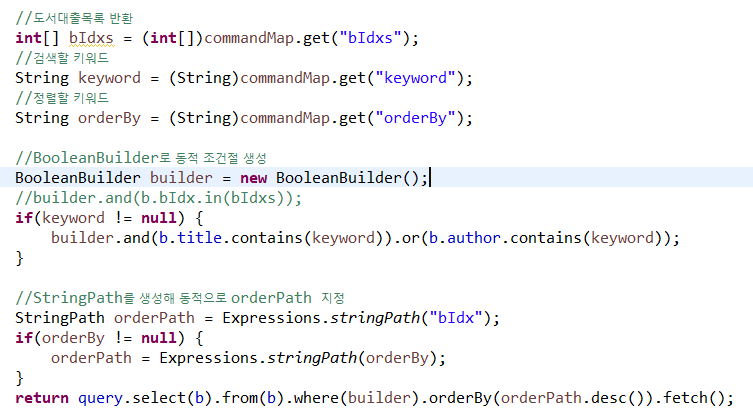 //도서대출목록 반환
int[] bIdxs = (int[])commandMap.get("bIdxs");
//검색할 키워드
String keyword = (String)commandMap.get("keyword");
//정렬할 키워드
String orderBy = (String)commandMap.get("orderBy");
//BooleanBuilder로 동적 조건절 생성
BooleanBuilder builder = new BooleanBuilder();
//builder.and(b.bIdx.in(bIdxs));
if(keyword != null) {
builder.and(b.title.contains(keyword)).or(b.author.contains(keyword));
}
//StringPath를 생성해 동적으로 orderPath 지정
StringPath orderPath = Expressions.stringPath("bIdx");
if(orderBy != null) {
orderPath = Expressions.stringPath(orderBy);
}
return query.select(b).from(b).where(builder).orderBy(orderPath.desc()).fetch();